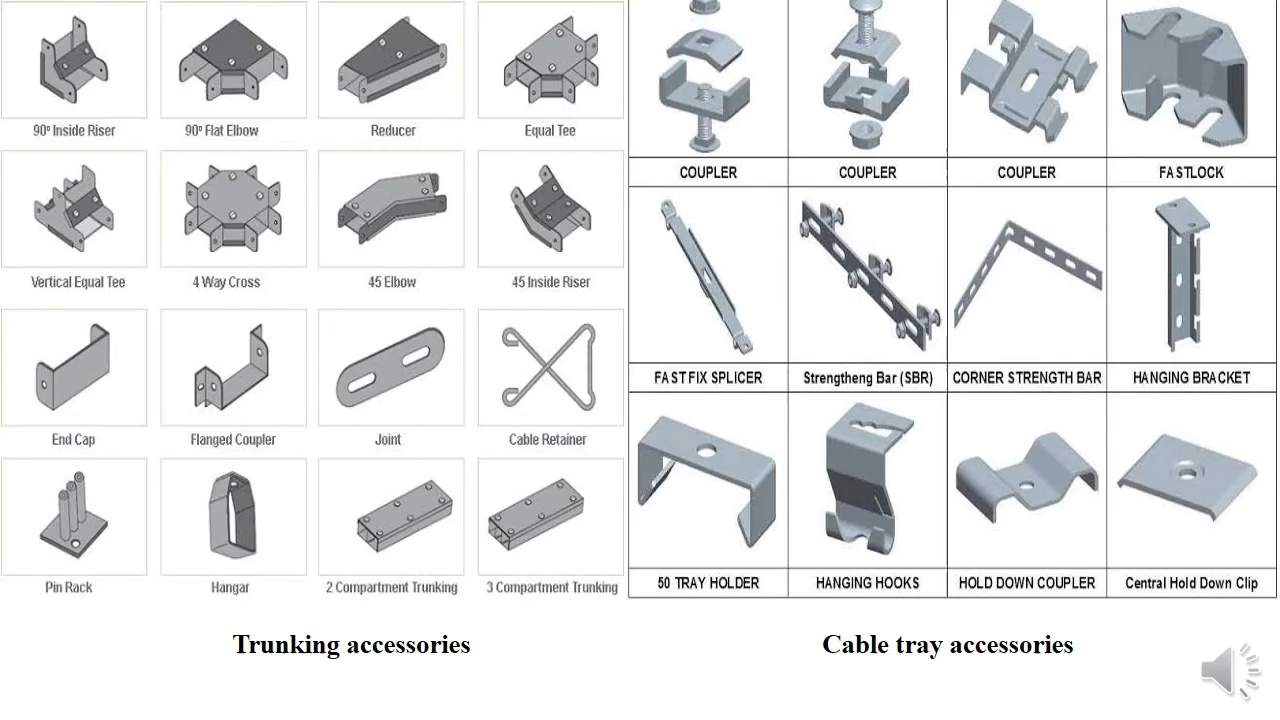 90º Inside Riser
90º Flat Elbow
Reducer
Equal Tee
Vertical Equal Tee
4 Way Cross
45 Elbow
45 Inside Riser
End Cap
Flanged Coupler
Joint
Cable Retainer
Pin Rack
Hangar
2 Compartment Trunking
3 Compartment Trunking
Trunking accessories
COUPLER
COUPLER
COUPLER
FASTLOCK
FAST FIX SPLICER
Strengtheng Bar (SBR)
CORNER STRENGTH BAR
HANGING BRACKET
50 TRAY HOLDER
HANGING HOOKS
HOLD DOWN COUPLER
Central Hold Down Clip
Cable tray accessories